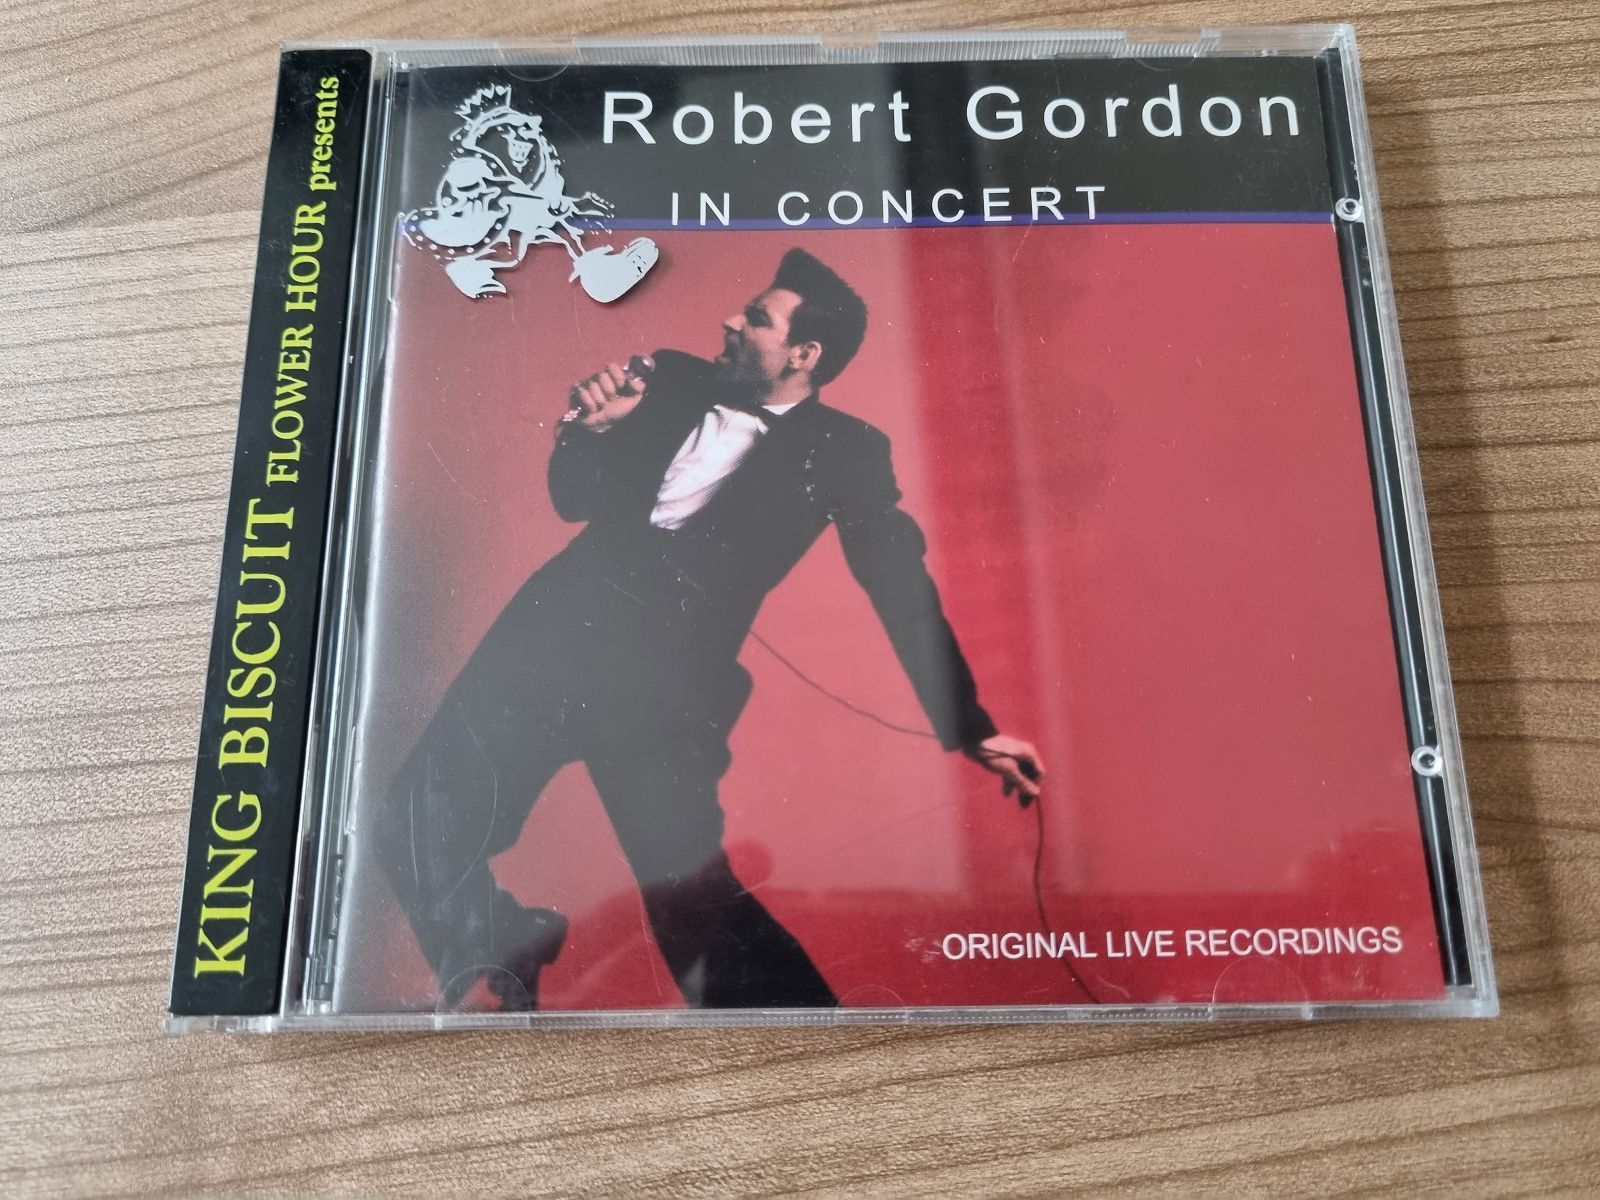 KING BISCUIT FLOWER HOUR presents
Robert Gordon
IN CONCERT
ORIGINAL LIVE RECORDINGS